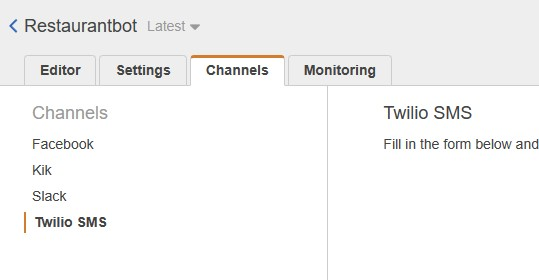 Restaurantbot Latest
Editor Settings Channels Monitoring
Channels
Facebook
Kik
Slack
Twilio SMS
Twilio SMS
Fill in the form below and